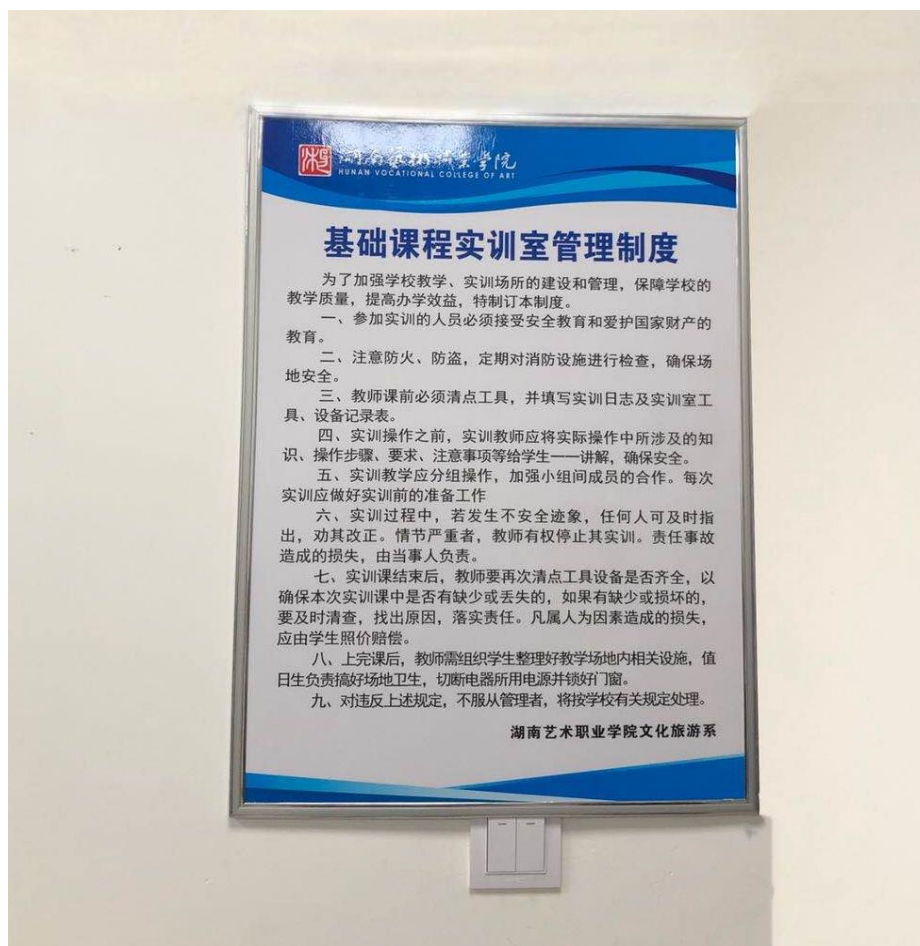 湘
湖南艺术职业学院
HUNAN VOCATIONAL COLLEGE OF ART
基础课程实训室管理制度
为了加强学校教学、实训场所的建设和管理，保障学校的
教学质量，提高办学效益，特制订本制度。
一、参加实训的人员必须接受安全教育和爱护国家财产的
教育。
二、注意防火、防盗，定期对消防设施进行检查，确保场
地安全。
三、教师课前必须清点工具，并填写实训日志及实训室工
具、设备记录表。
四、实训操作之前，实训教师应将实际操作中所涉及的知
识、操作步骤、要求、注意事项等给学生一一讲解，确保安全。
五、实训教学应分组操作，加强小组间成员的合作。每次
实训应做好实训前的准备工作
六、实训过程中，若发生不安全迹象，任何人可及时指
出，劝其改正。情节严重者，教师有权停止其实训。责任事故
造成的损失，由当事人负责。
七、实训课结束后，教师要再次清点工具设备是否齐全，以
确保本次实训课中是否有缺少或丢失的，如果有缺少或损坏的，
要及时清查，找出原因，落实责任。凡属人为因素造成的损失，
应由学生照价赔偿。
八、上完课后，教师需组织学生整理好教学场地内相关设施，值
日生负责搞好场地卫生，切断电器所用电源并锁好门窗。
九、对违反上述规定，不服从管理者，将按学校有关规定处理。
湖南艺术职业学院文化旅游系